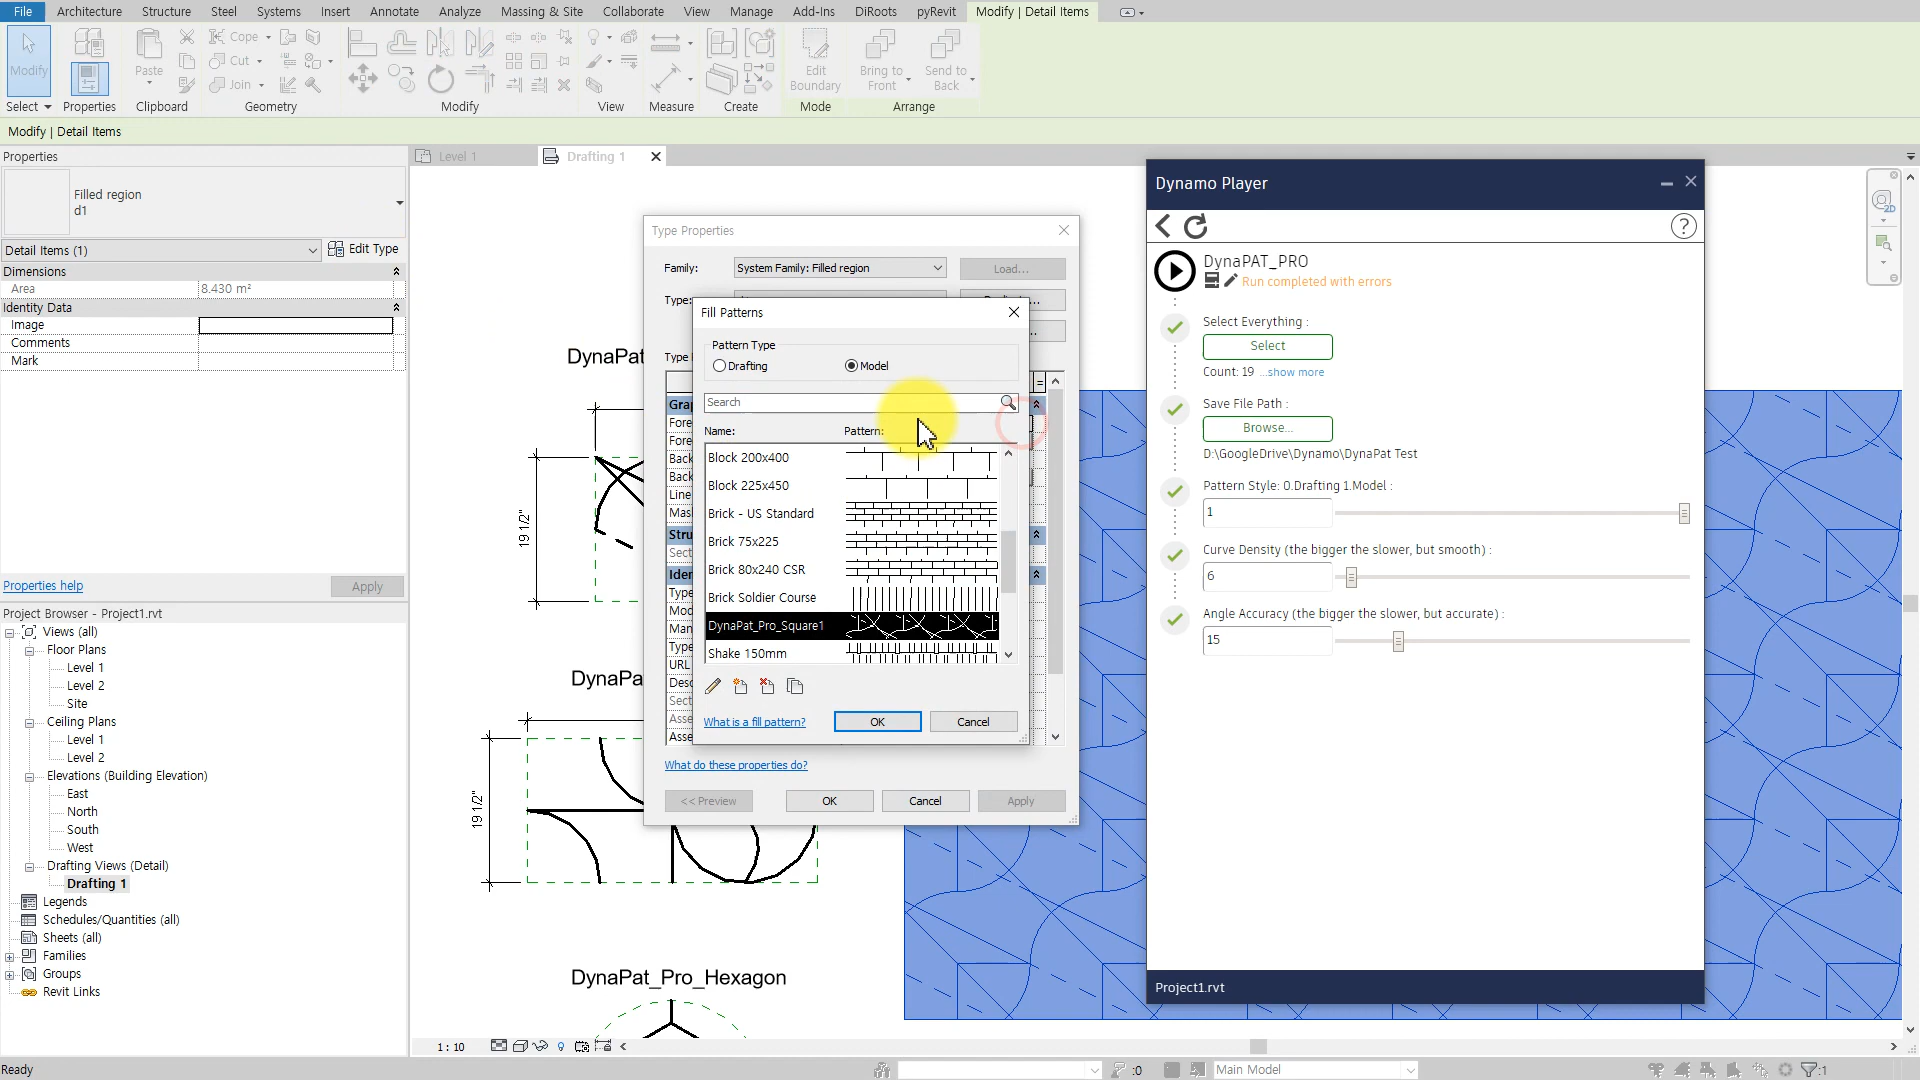 File Architecture Structure Steel Systems Insert Annotate Analyze Massing & Site Collaborate View Manage Add-Ins DiRoots pyRevit Modify | Detail Items
Modify
Paste
Cope
Cut
Join
Edit
Boundary
Bring to
Front
Send to
Back
Select Properties Clipboard Geometry Modify View Measure Create Mode Arrange
Modify | Detail Items
Properties
Filled region
d1
Detail Items (1)
Edit Type
Dimensions
Area 8.430 m²
Identity Data
Image
Comments
Mark
Properties help
Apply
Project Browser - Project1.rvt
Views (all)
Floor Plans
Level 1
Level 2
Site
Ceiling Plans
Level 1
Level 2
Elevations (Building Elevation)
East
North
South
West
Drafting Views (Detail)
Drafting 1
Legends
Schedules/Quantities (all)
Sheets (all)
Families
Groups
Revit Links
Level 1
Drafting 1
DynaPat
19 1/2"
DynaPa
19 1/2"
DynaPat_Pro_Hexagon
1 : 10
Type Properties
Family: System Family: Filled region Load...
Type:
Fill Patterns
Pattern Type
Drafting Model
Search
Name: Pattern:
Block 200x400
Block 225x450
Brick - US Standard
Brick 75x225
Brick 80x240 CSR
Brick Soldier Course
DynaPat_Pro_Square1
Shake 150mm
What is a fill pattern?
OK
Cancel
What do these properties do?
<< Preview
OK
Cancel
Apply
Dynamo Player
DynaPAT_PRO
Run completed with errors
Select Everything :
Select
Count: 19 ...show more
Save File Path :
Browse...
D:\GoogleDrive\Dynamo\DynaPat Test
Pattern Style: 0.Drafting 1.Model :
1
Curve Density (the bigger the slower, but smooth) :
6
Angle Accuracy (the bigger the slower, but accurate) :
15
Project1.rvt
Ready
:0
Main Model
:1